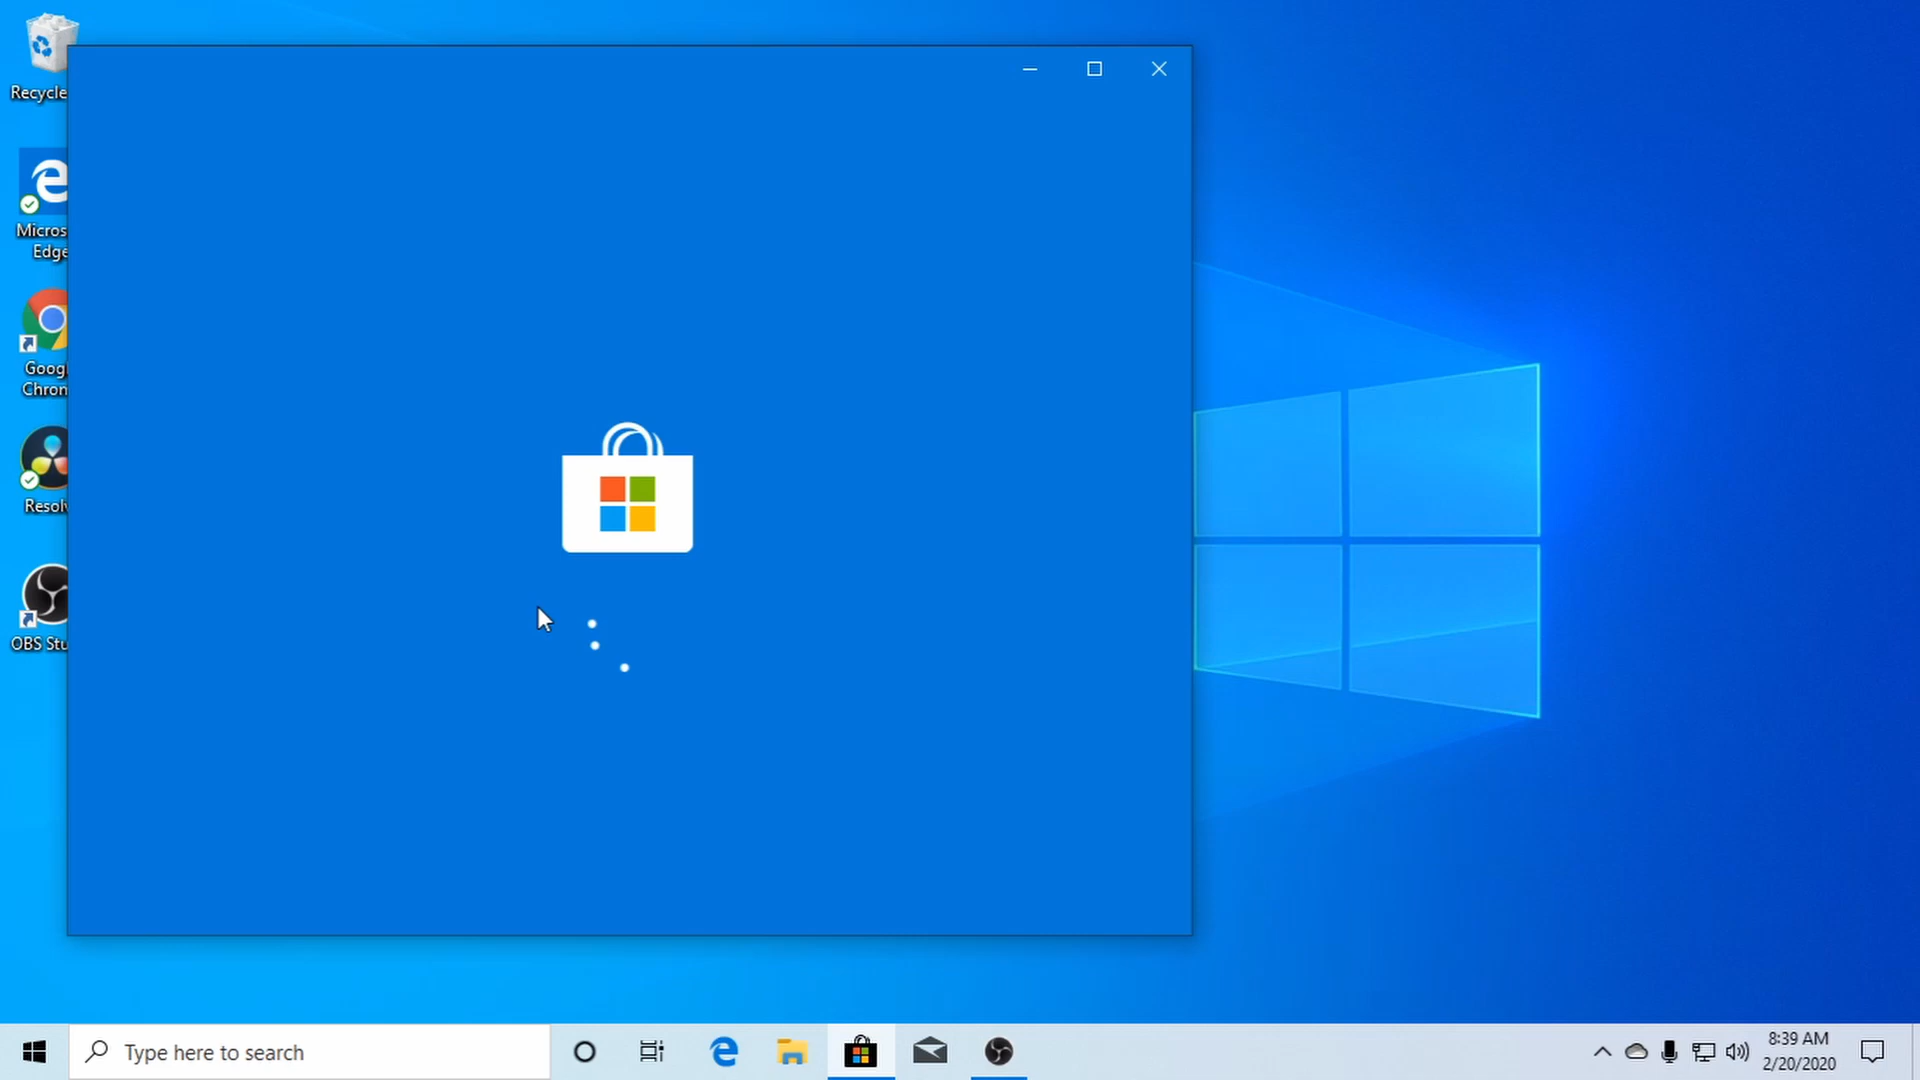 Recycle
Micros
Edge
Goog
Chron
Resolv
OBS Stu
Type here to search
8:39 AM
2/20/2020